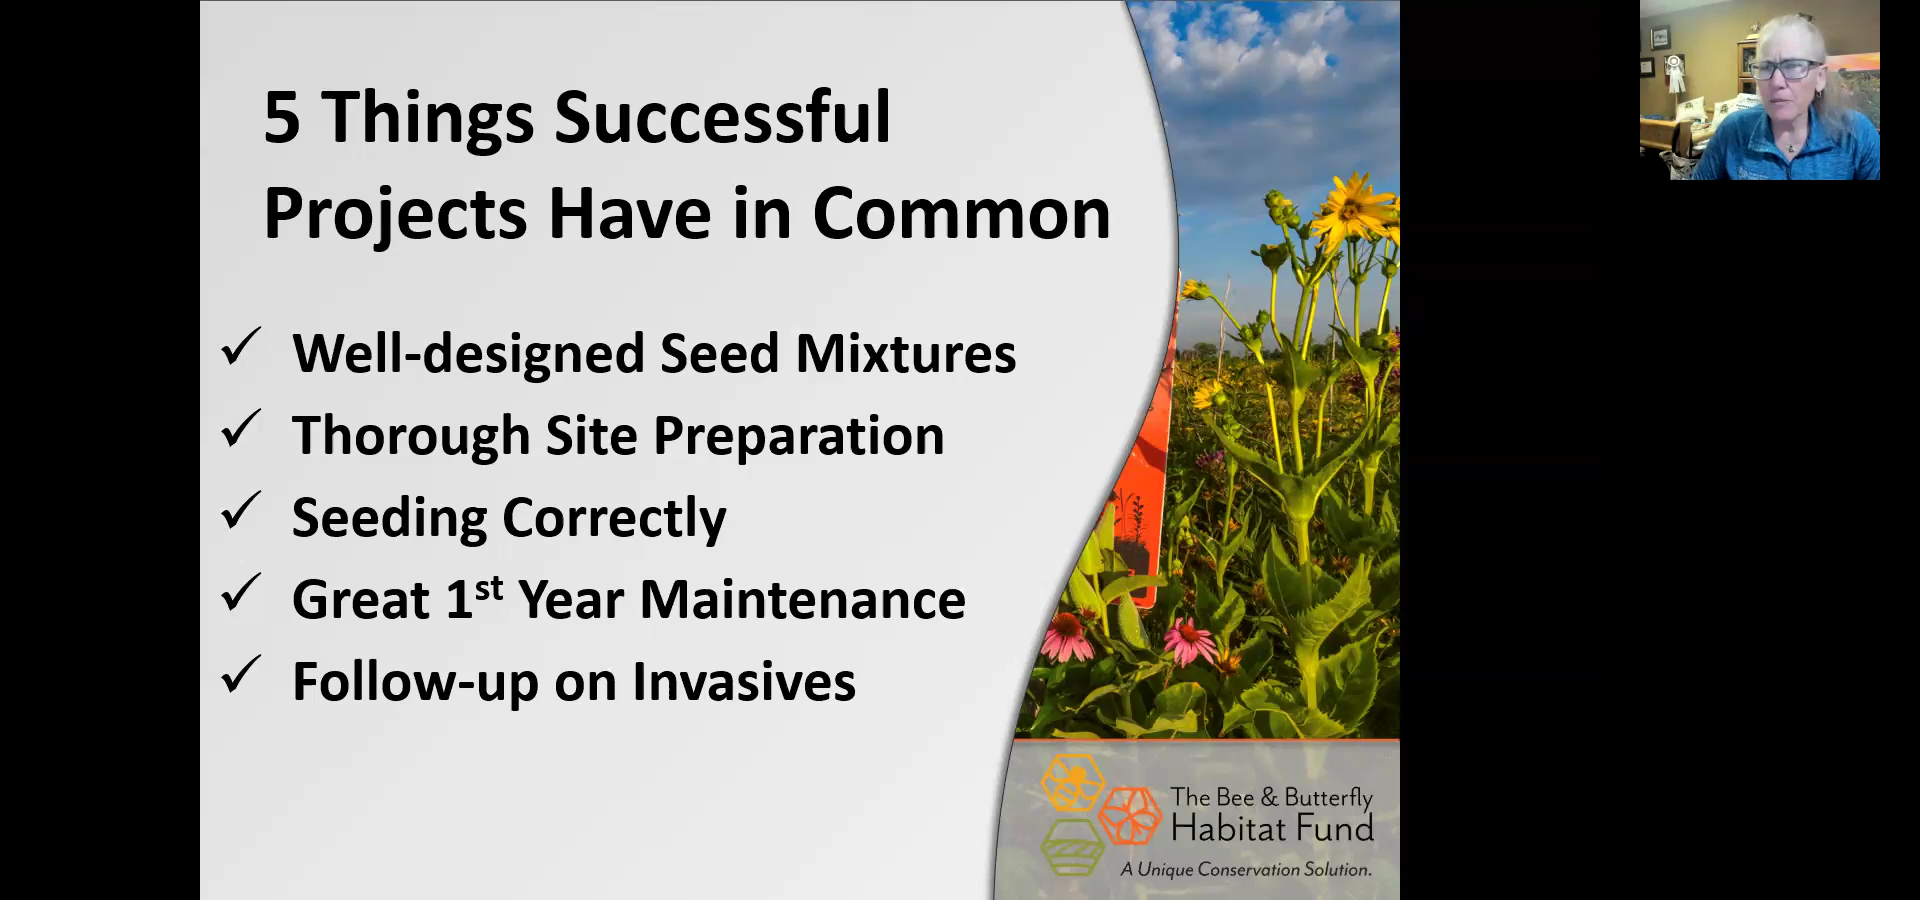 5 Things Successful
Projects Have in Common
✓ Well-designed Seed Mixtures
✓ Thorough Site Preparation
✓ Seeding Correctly
✓ Great 1st Year Maintenance
✓ Follow-up on Invasives
The Bee & Butterfly
Habitat Fund
A Unique Conservation Solution.